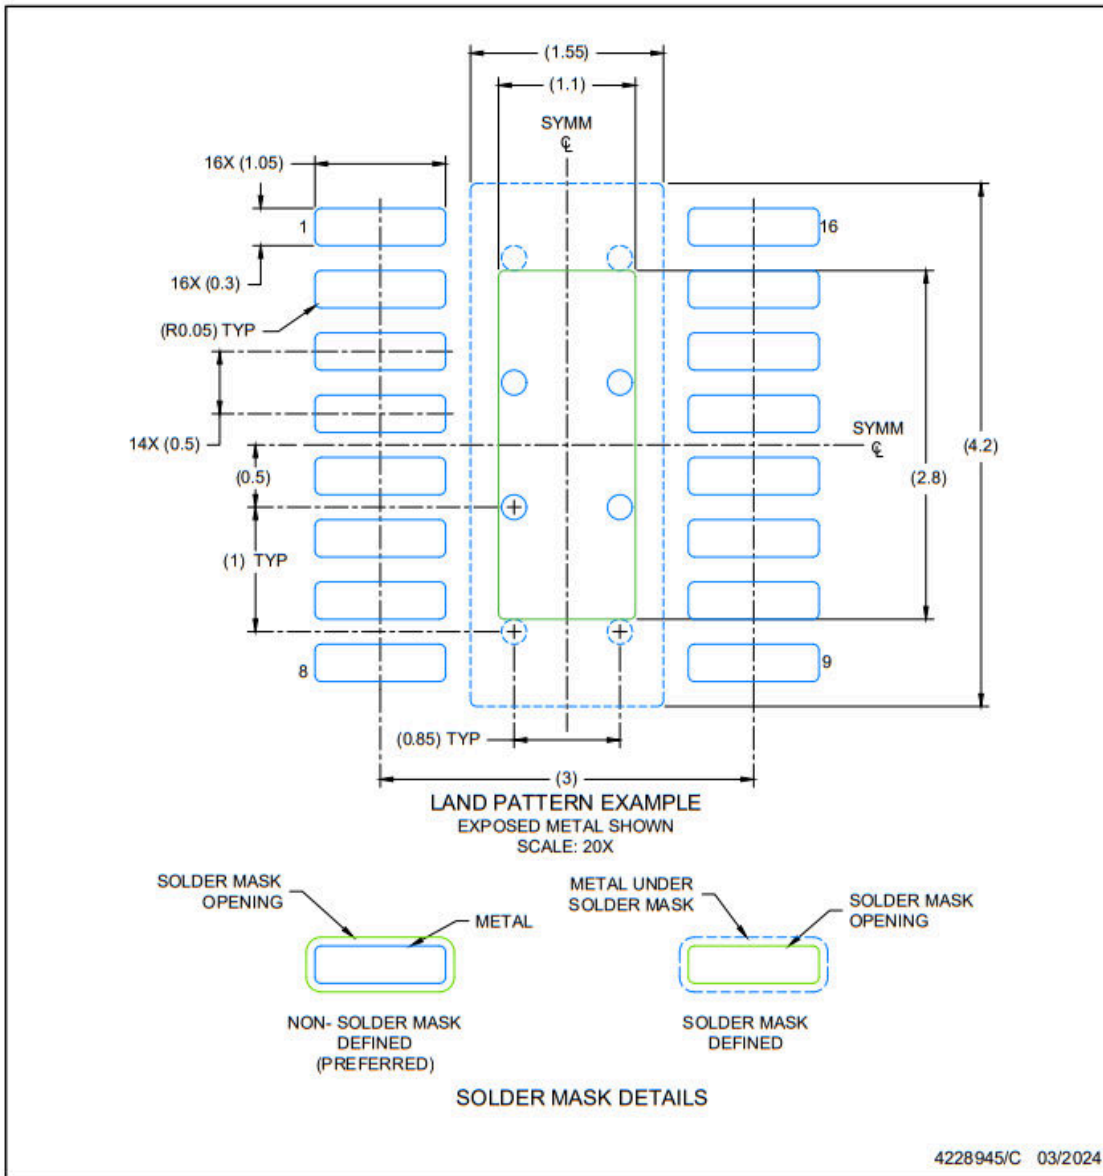 (1.55)
(1.1)
SYMM
℄
16X (1.05)
1
16
16X (0.3)
(R0.05) TYP
14X (0.5)
SYMM
℄
(4.2)
(0.5)
(2.8)
(1) TYP
8
9
(0.85) TYP
(3)
LAND PATTERN EXAMPLE
EXPOSED METAL SHOWN
SCALE: 20X
SOLDER MASK
OPENING
METAL
METAL UNDER
SOLDER MASK
SOLDER MASK
OPENING
NON- SOLDER MASK
DEFINED
(PREFERRED)
SOLDER MASK
DEFINED
SOLDER MASK DETAILS
4228945/C 03/2024